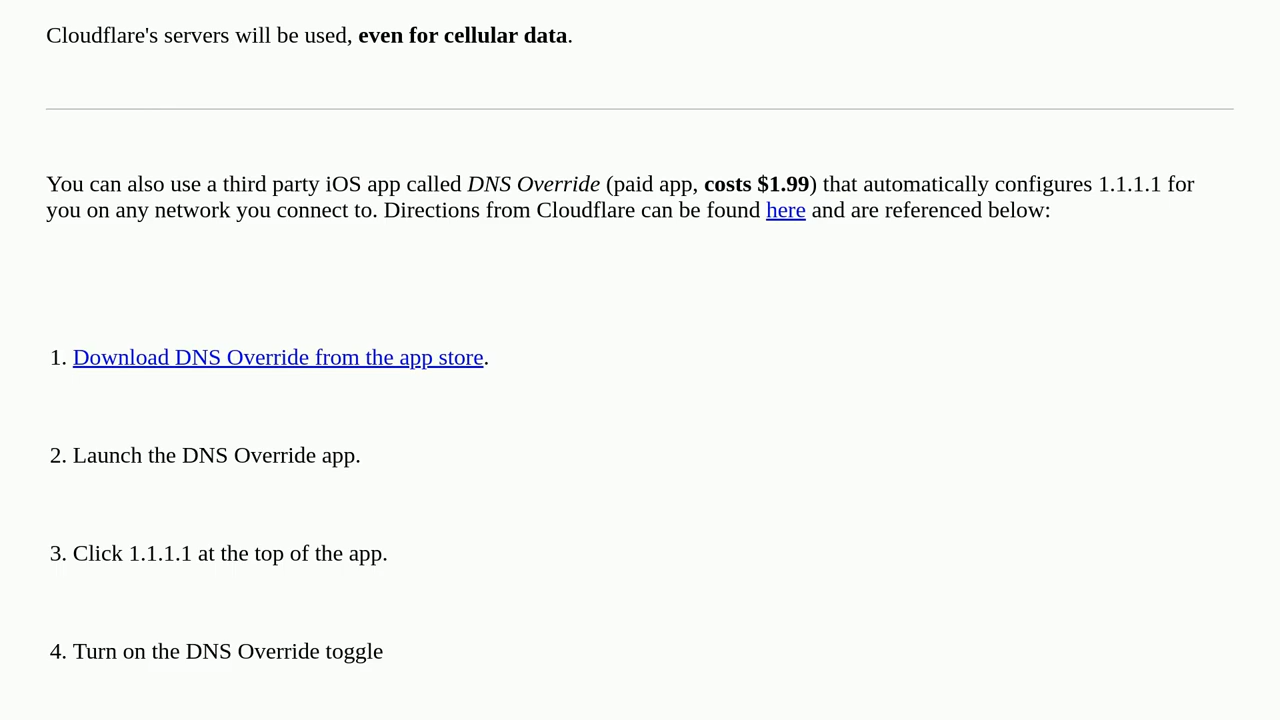 Cloudflare's servers will be used, even for cellular data.
You can also use a third party iOS app called DNS Override (paid app, costs $1.99) that automatically configures 1.1.1.1 for
you on any network you connect to. Directions from Cloudflare can be found here and are referenced below:
1. Download DNS Override from the app store.
2. Launch the DNS Override app.
3. Click 1.1.1.1 at the top of the app.
4. Turn on the DNS Override toggle